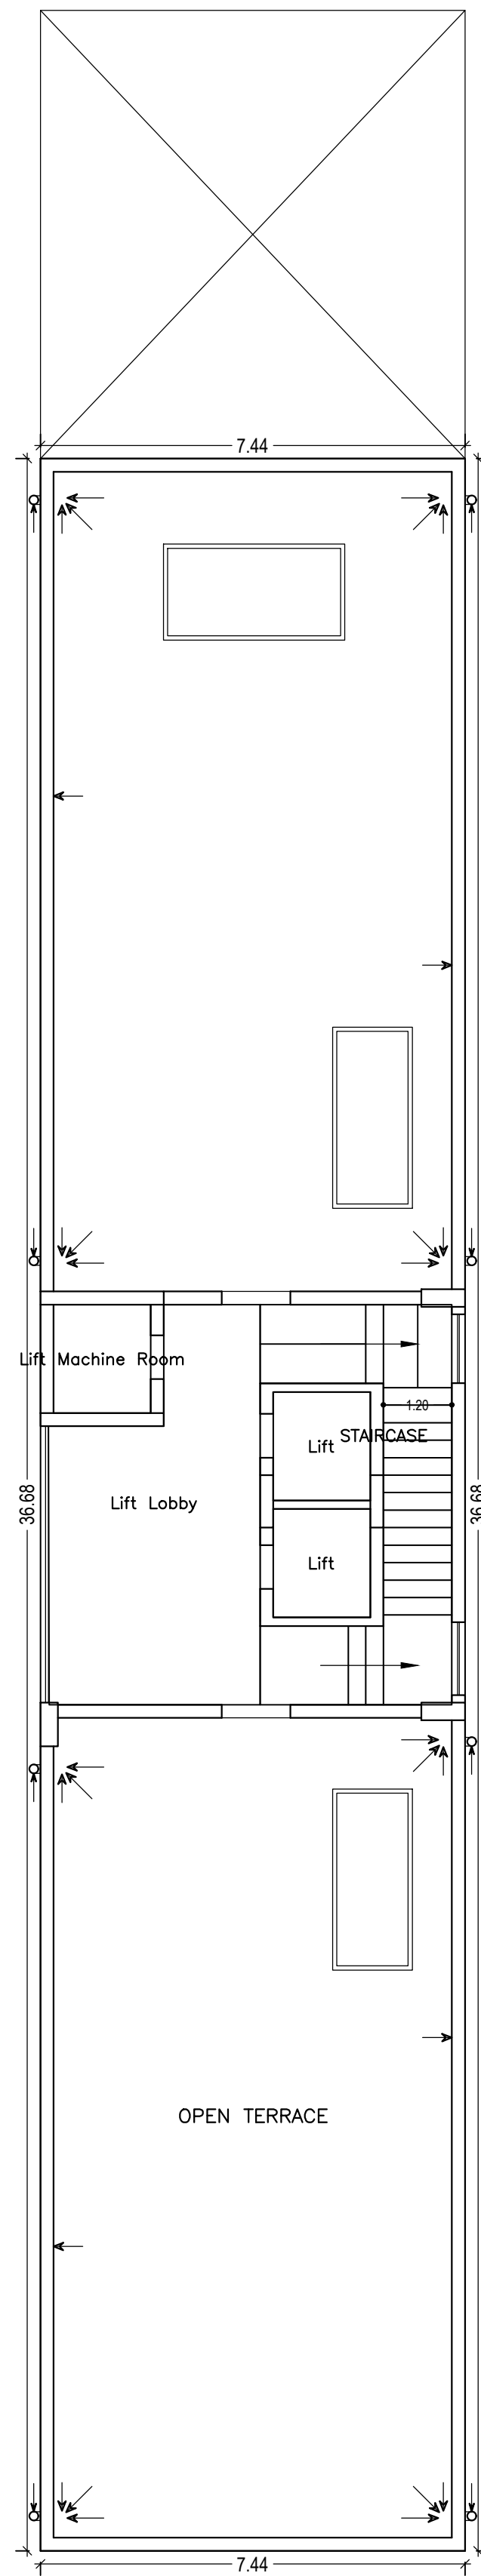 7.44
Lift Machine Room
1.20
STAIRCASE
Lift
Lift Lobby
36.68
36.68
Lift
OPEN TERRACE
7.44